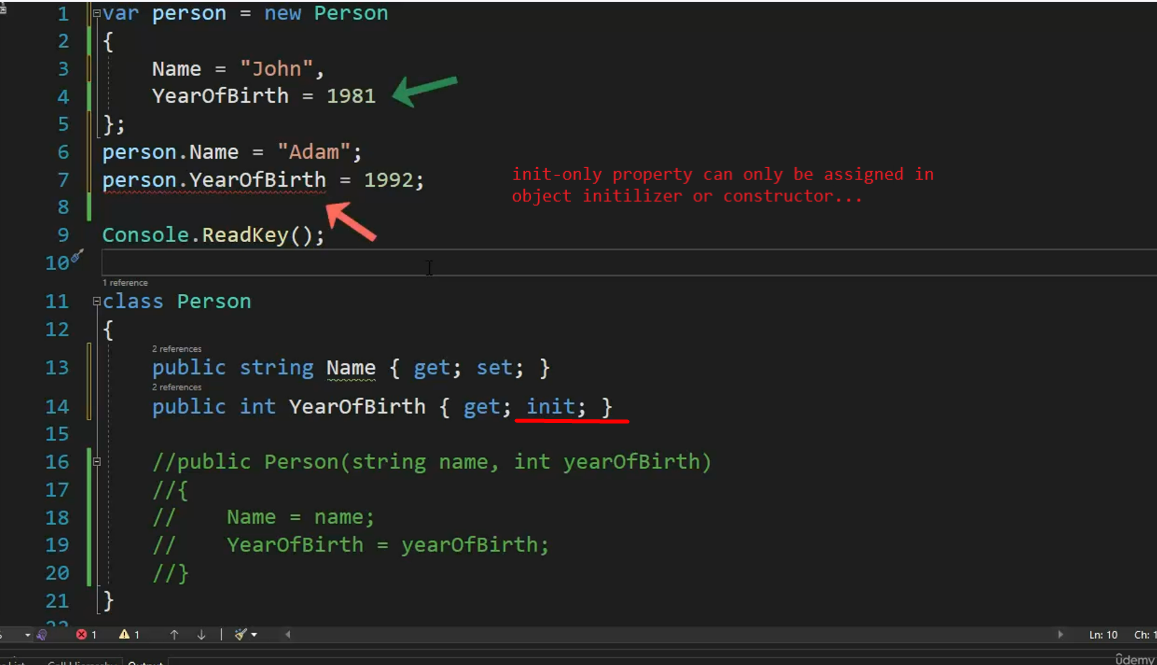 1 var person = new Person
2 {
3 Name = "John",
4 YearOfBirth = 1981
5 };
6 person.Name = "Adam";
7 person.YearOfBirth = 1992;
init-only property can only be assigned in
object initilizer or constructor...
8
9 Console.ReadKey();
10
1 reference
11 class Person
12 {
2 references
13 public string Name { get; set; }
2 references
14 public int YearOfBirth { get; init; }
15
16 //public Person(string name, int yearOfBirth)
17 //{
18 // Name = name;
19 // YearOfBirth = yearOfBirth;
20 //}
21 }
22
1 1 Ln: 10 Ch: 1
Output
ûdemy